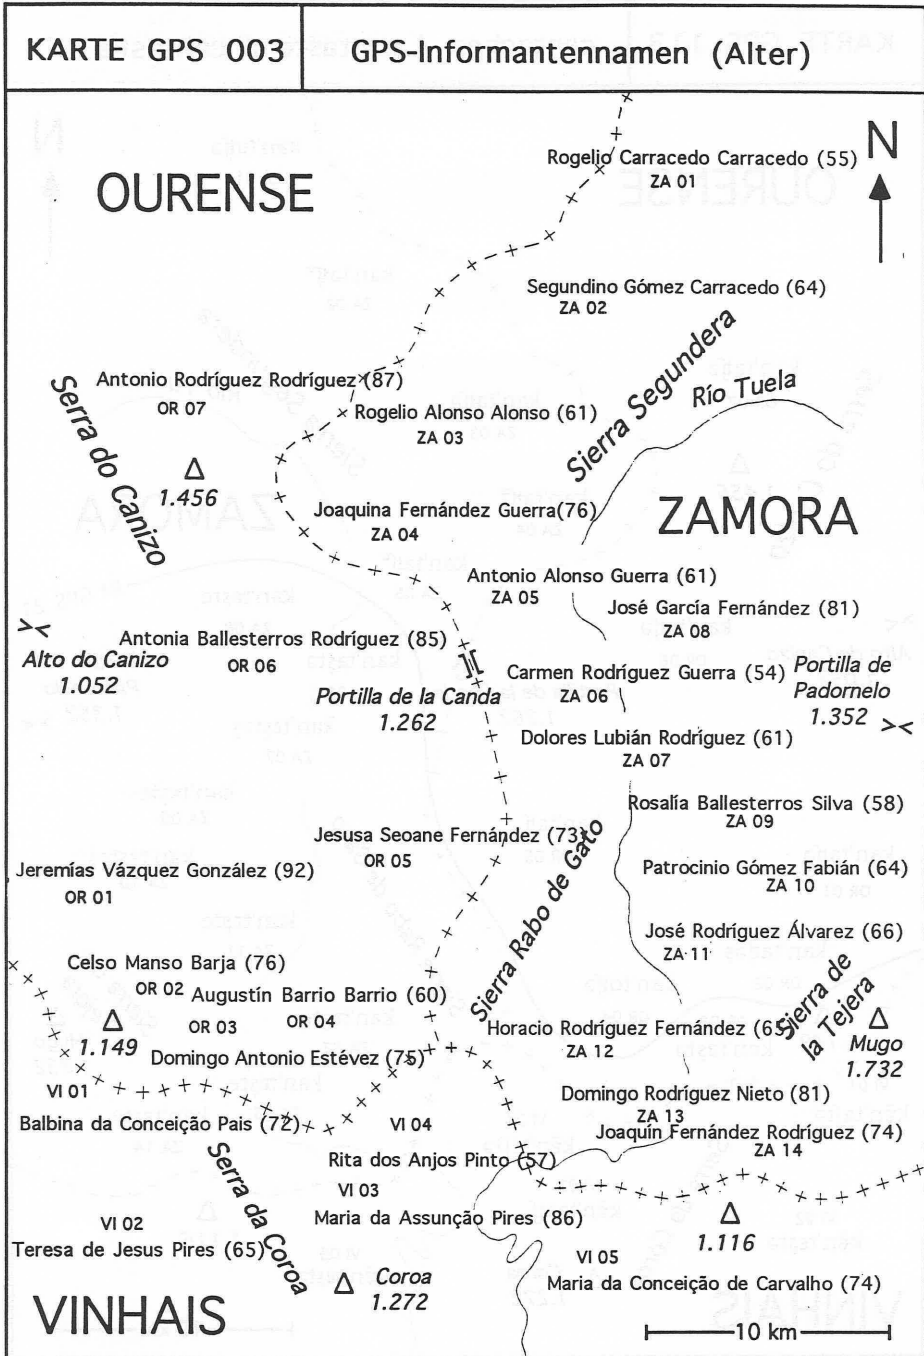 KARTE GPS 003
GPS-Informantennamen (Alter)
N
OURENSE
Rogelio Carracedo Carracedo (55)
ZA 01
Segundino Gómez Carracedo (64)
ZA 02
Sierra Segundera
Río Tuela
Antonio Rodríguez Rodríguez (87)
OR 07
Rogelio Alonso Alonso (61)
ZA 03
Serra do Canizo
1.456
Joaquina Fernández Guerra(76)
ZA 04
ZAMORA
Antonio Alonso Guerra (61)
ZA 05
José García Fernández (81)
ZA 08
Antonia Ballesterros Rodríguez (85)
OR 06
Alto do Canizo
1.052
Portilla de la Canda
1.262
Carmen Rodríguez Guerra (54)
ZA 06
Portilla de
Padornelo
1.352
Dolores Lubián Rodríguez (61)
ZA 07
Rosalía Ballesterros Silva (58)
ZA 09
Jesusa Seoane Fernández (73)
OR 05
Sierra Rabo de Gato
Jeremías Vázquez González (92)
OR 01
Patrocinio Gómez Fabián (64)
ZA 10
José Rodríguez Álvarez (66)
ZA 11
Celso Manso Barja (76)
OR 02
Augustín Barrio Barrio (60)
OR 03
OR 04
1.149
Domingo Antonio Estévez (75)
Horacio Rodríguez Fernández
ZA 12
Sierra de
la Tejera
Mugo
1.732
VI 01
Balbina da Conceição Pais (72)
VI 04
Domingo Rodríguez Nieto (81)
ZA 13
Joaquín Fernández Rodríguez (74)
ZA 14
Rita dos Anjos Pinto (57)
VI 03
Serra da Coroa
VI 02
Teresa de Jesus Pires (65)
Maria da Assunção Pires (86)
1.116
VI 05
Maria da Conceição de Carvalho (74)
Coroa
1.272
VINHAIS
10 km